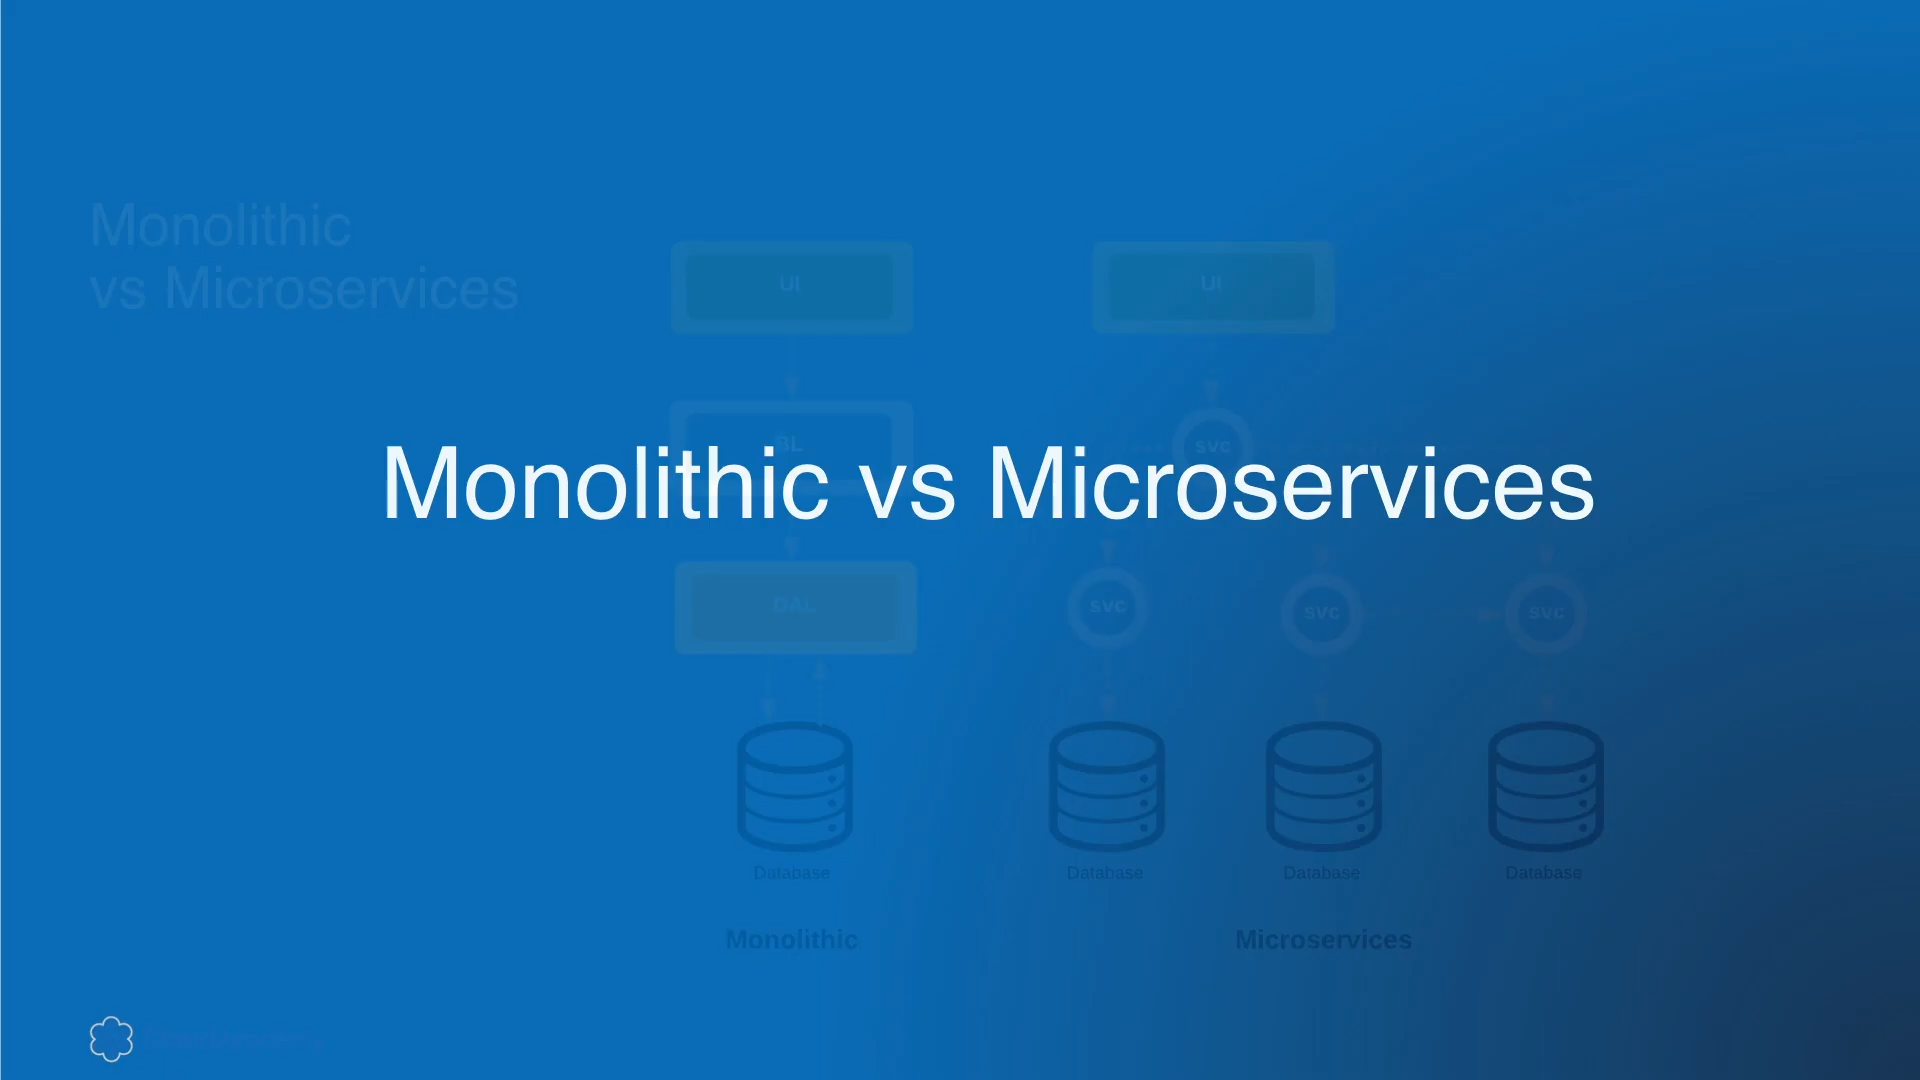 Monolithic
vs Microservices
UI
UI
BL
svc
Monolithic vs Microservices
DAL
svc
svc
svc
Database
Database
Database
Database
Monolithic
Microservices